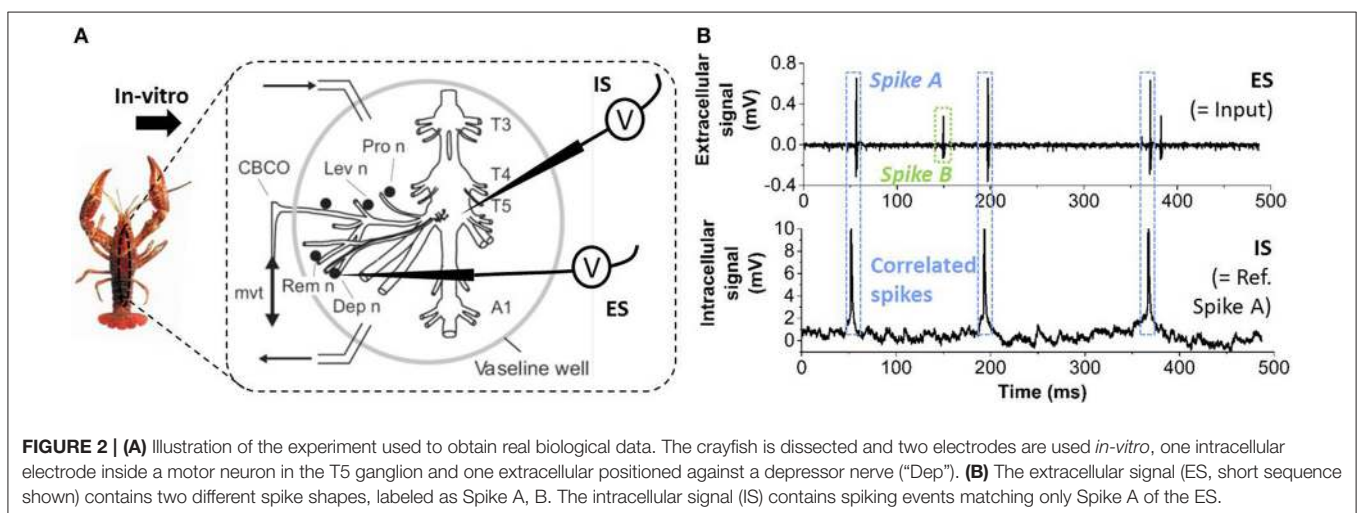 A
In-vitro
CBCO
Lev n
Pro n
T3
T4
T5
IS
V
V
ES
mvt
Rem n
Dep n
A1
Vaseline well
B
Extracellular
signal
(mV)
0.8
0.4
0.0
-0.4
Spike A
Spike B
ES
(= Input)
0 100 200 300 400 500
Intracellular
signal
(mV)
10
8
6
4
2
0
Correlated
spikes
IS
(= Ref.
Spike A)
0 100 200 300 400 500
Time (ms)
FIGURE 2 | (A) Illustration of the experiment used to obtain real biological data. The crayfish is dissected and two electrodes are used in-vitro, one intracellular
electrode inside a motor neuron in the T5 ganglion and one extracellular positioned against a depressor nerve (“Dep”). (B) The extracellular signal (ES, short sequence
shown) contains two different spike shapes, labeled as Spike A, B. The intracellular signal (IS) contains spiking events matching only Spike A of the ES.